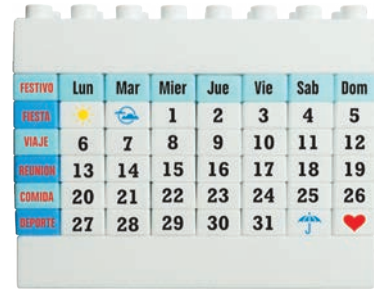 FESTIVO Lun Mar Mier Jue Vie Sab Dom
FIESTA 1 2 3 4 5
VIAJE 6 7 8 9 10 11 12
REUNION 13 14 15 16 17 18 19
COMIDA 20 21 22 23 24 25 26
DEPORTE 27 28 29 30 31